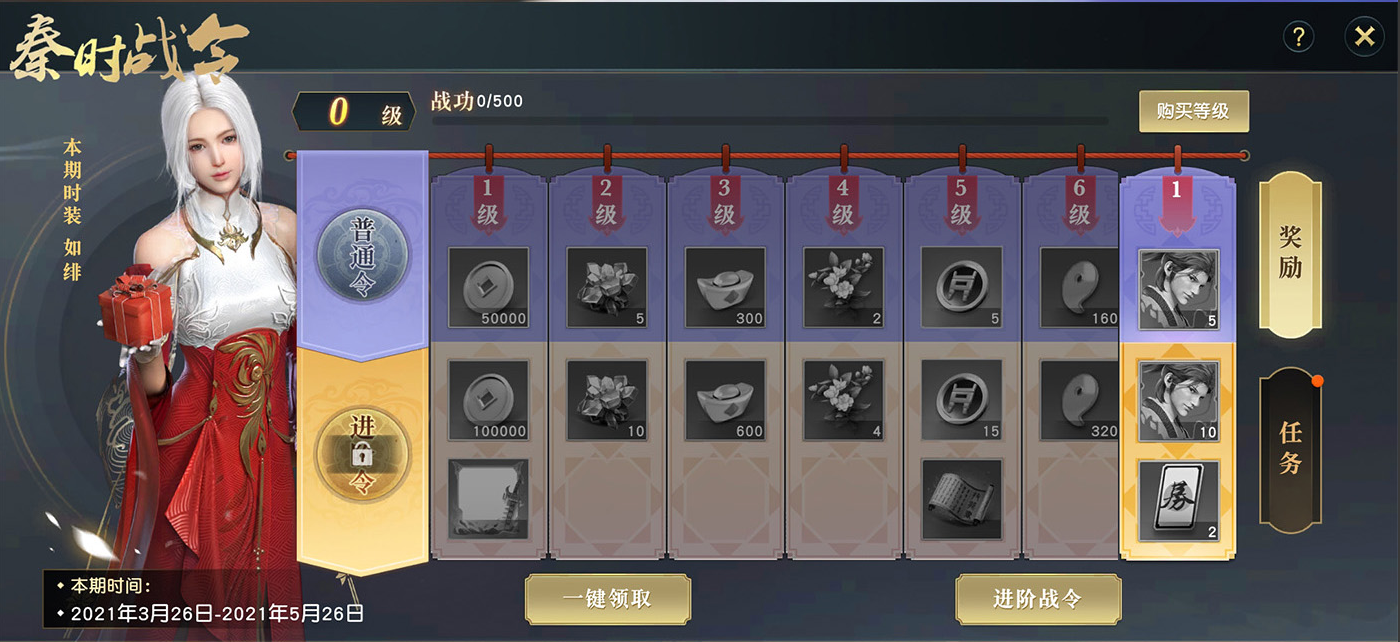 秦时战令
?
本期时装 如绯
0 级
战功0/500
购买等级
普通令
进 令
1级
2级
3级
4级
5级
6级
1
50000
5
300
2
5
160
5
100000
10
600
4
15
320
10
券
2
奖励
任务
一键领取
进阶战令
本期时间：
2021年3月26日-2021年5月26日